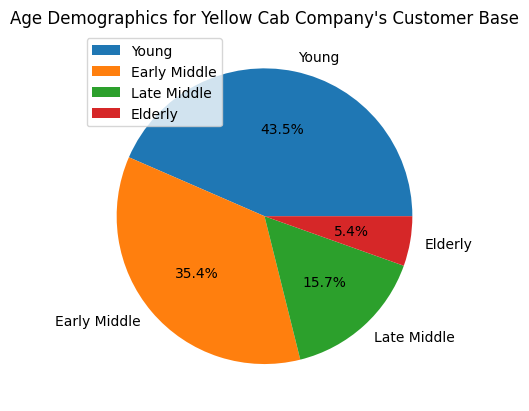 Age Demographics for Yellow Cab Company's Customer Base
Young
Early Middle
Late Middle
Elderly
Young
43.5%
5.4%
Elderly
35.4%
15.7%
Early Middle
Late Middle